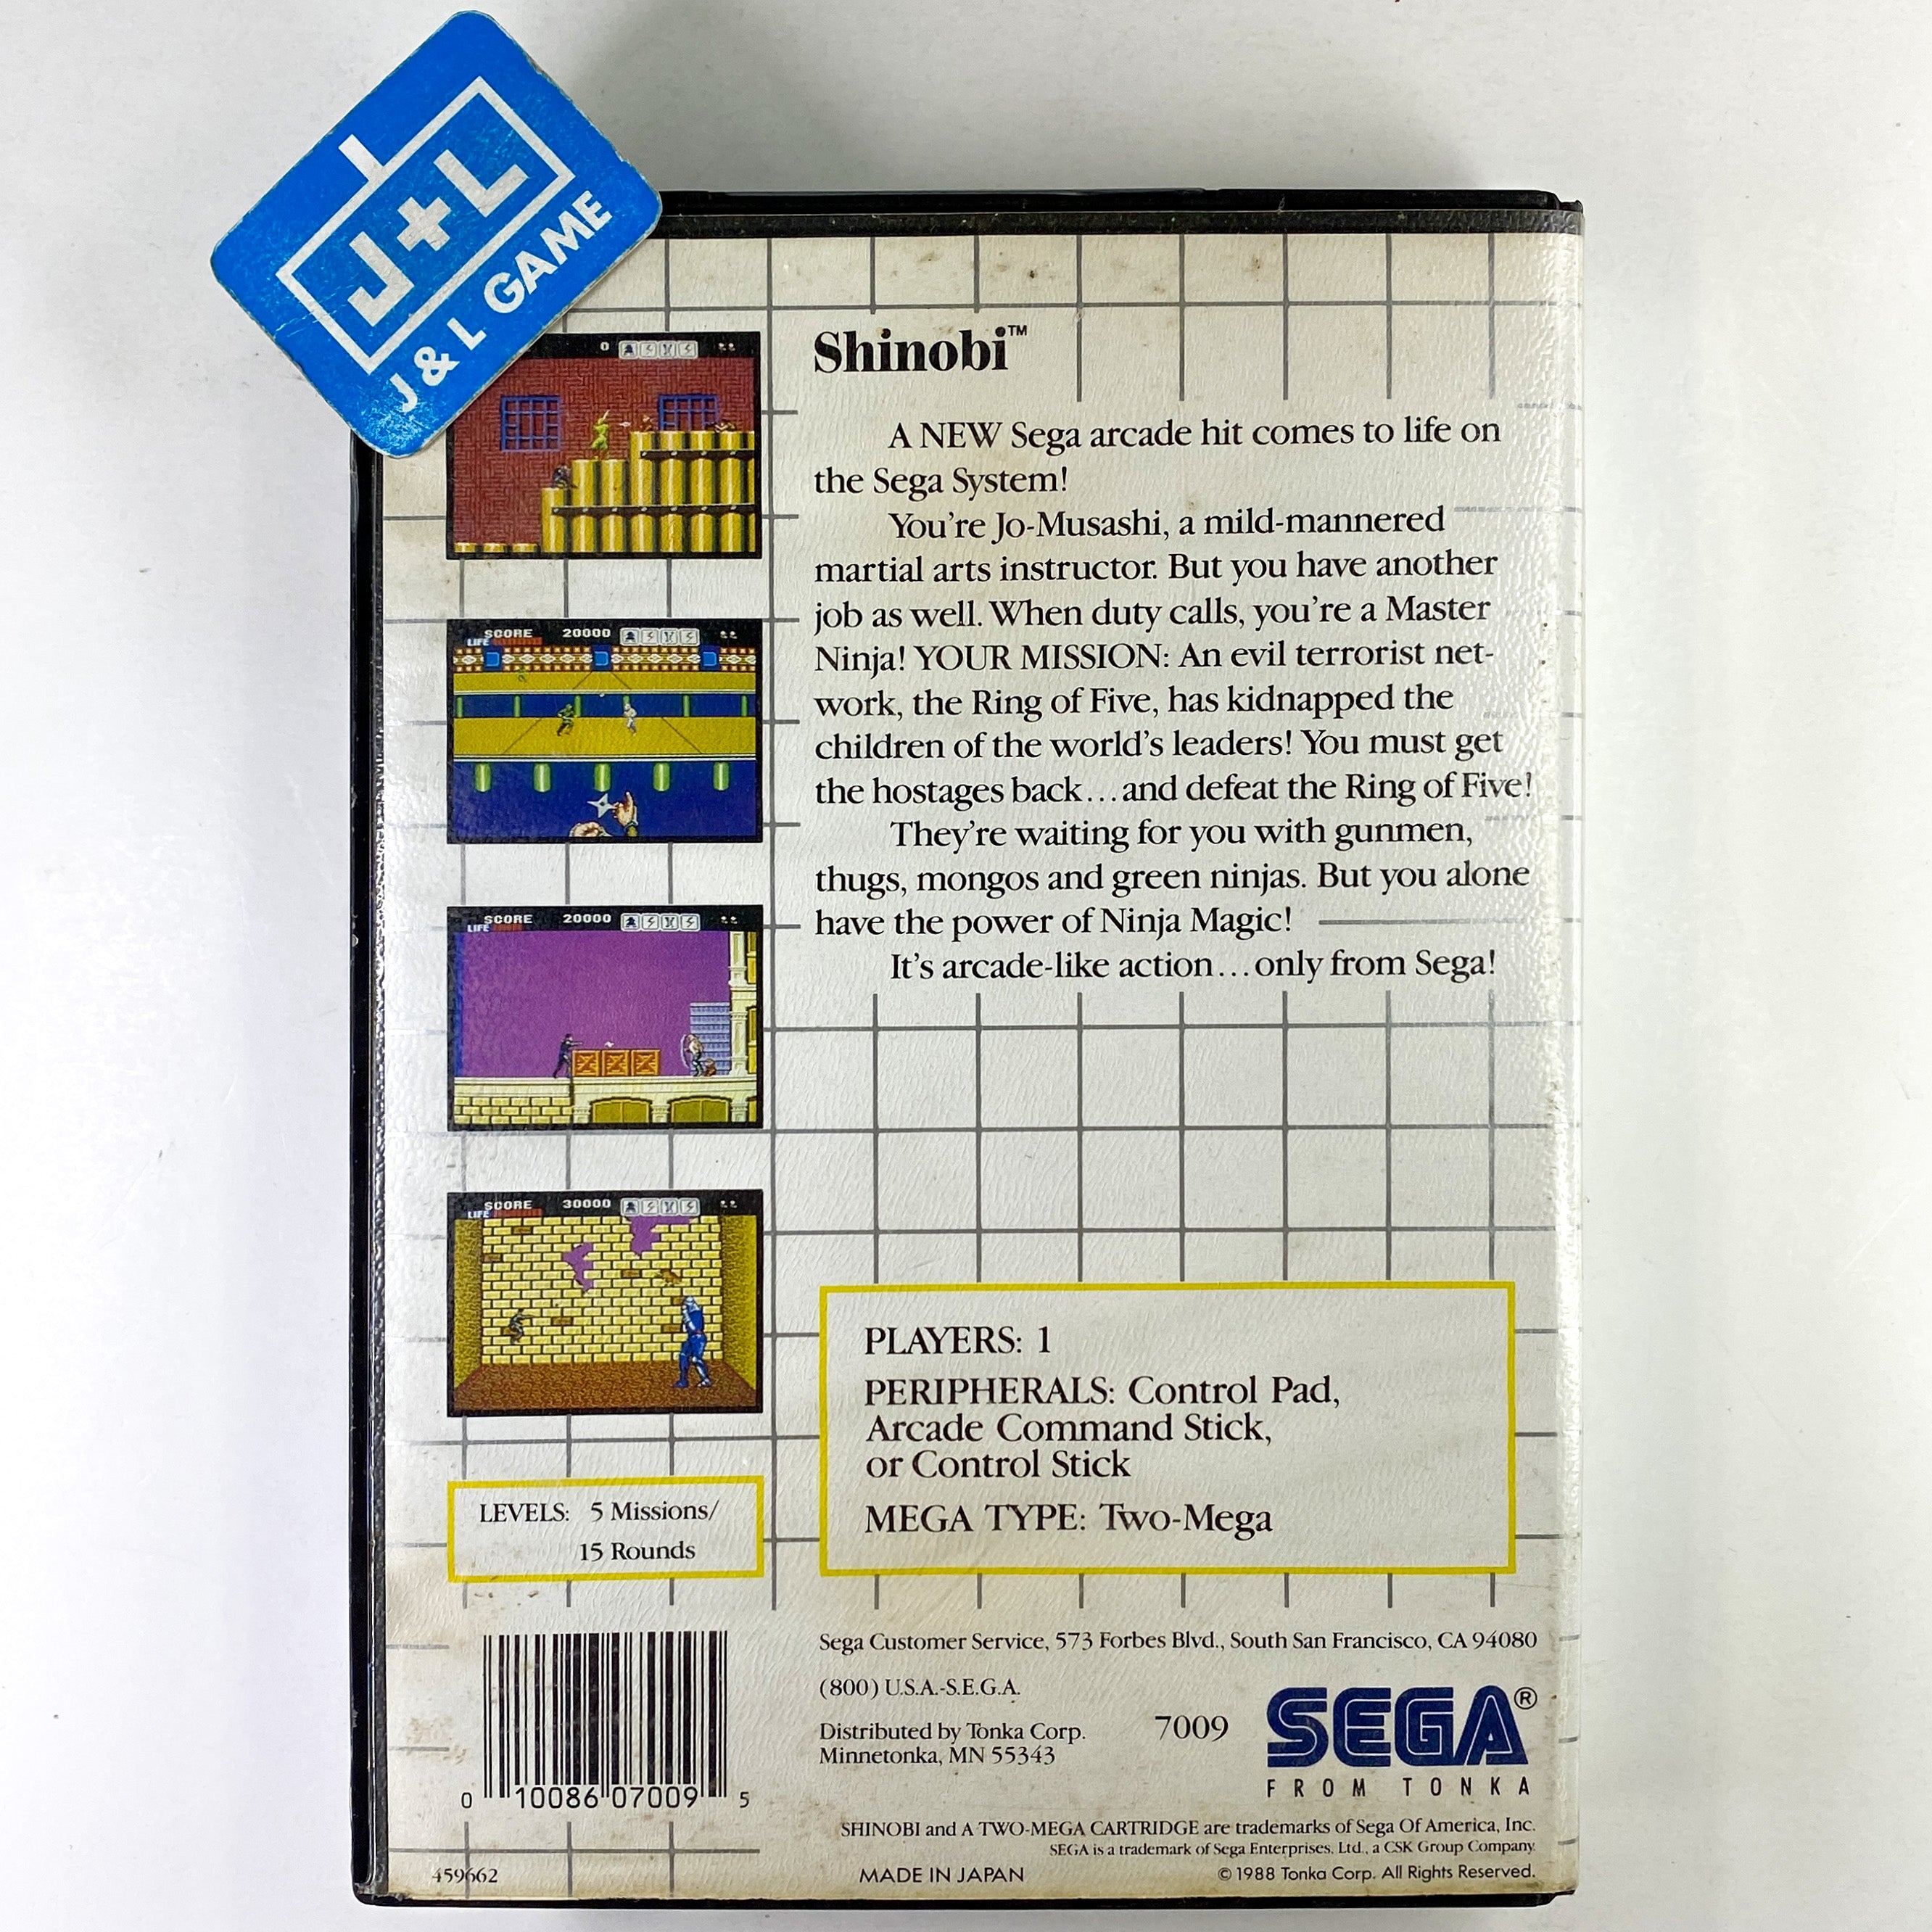 J+L
J & L GAME
0
SCORE 20000
LIFE
SCORE 20000
LIFE
SCORE 30000
LIFE
LEVELS: 5 Missions/
15 Rounds
Shinobi™
A NEW Sega arcade hit comes to life on
the Sega System!
You're Jo-Musashi, a mild-mannered
martial arts instructor. But you have another
job as well. When duty calls, you're a Master
Ninja! YOUR MISSION: An evil terrorist net-
work, the Ring of Five, has kidnapped the
children of the world's leaders! You must get
the hostages back...and defeat the Ring of Five!
They're waiting for you with gunmen,
thugs, mongos and green ninjas. But you alone
have the power of Ninja Magic!
It's arcade-like action...only from Sega!
PLAYERS: 1
PERIPHERALS: Control Pad,
Arcade Command Stick,
or Control Stick
MEGA TYPE: Two-Mega
0 10086 07009 5
Sega Customer Service, 573 Forbes Blvd., South San Francisco, CA 94080
(800) U.S.A.-S.E.G.A.
Distributed by Tonka Corp.
Minnetonka, MN 55343
7009
SEGA®
FROM TONKA
SHINOBI and A TWO-MEGA CARTRIDGE are trademarks of Sega Of America, Inc.
SEGA is a trademark of Sega Enterprises, Ltd., a CSK Group Company.
459662
MADE IN JAPAN
© 1988 Tonka Corp. All Rights Reserved.